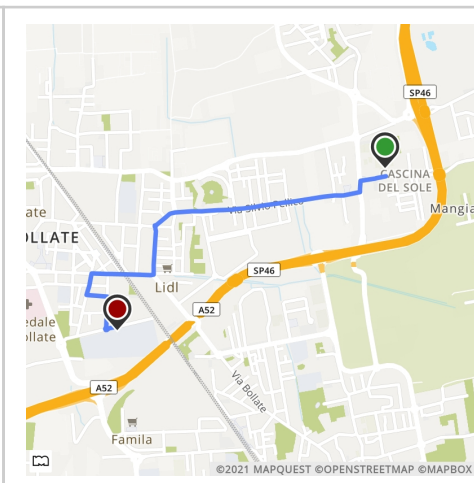 SP46
CASCINA
DEL SOLE
Mangia
Via Silvio Pellico
ate
OLLATE
SP46
Lidl
edale
ollate
A52
A52
Via Bollate
Famila
©2021 MAPQUEST ©OPENSTREETMAP ©MAPBOX